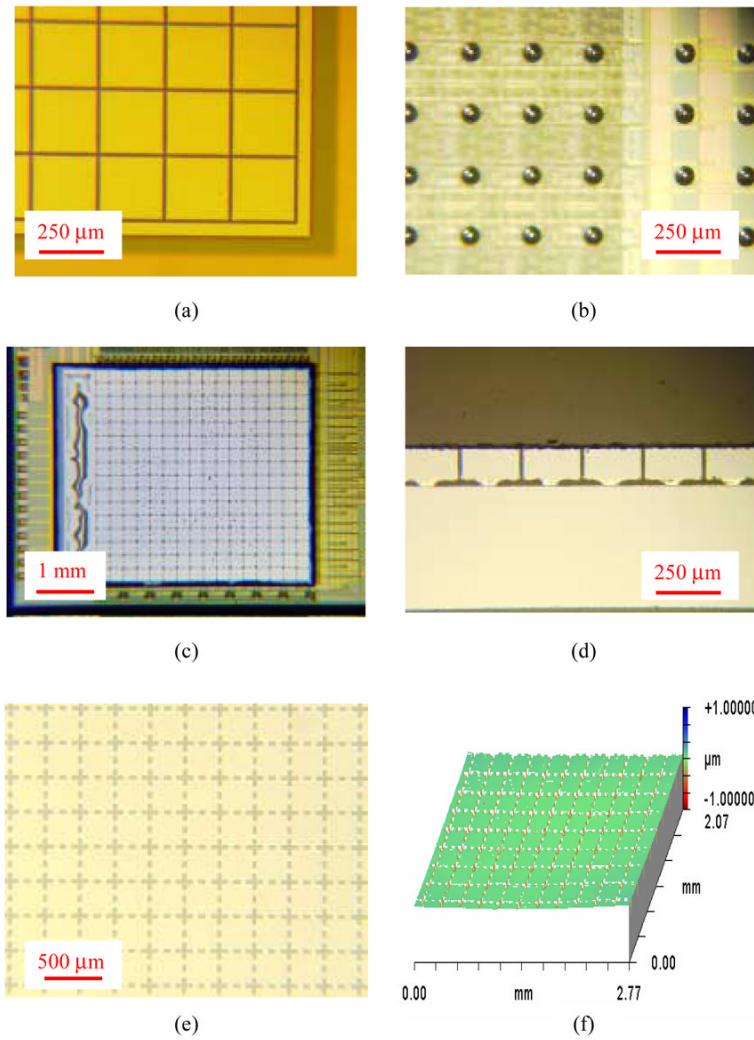 250 µm
250 µm
(a)
(b)
1 mm
250 µm
(c)
(d)
+1.00000
µm
-1.00000
2.07
mm
500 µm
0.00
0.00 mm 2.77
(e)
(f)